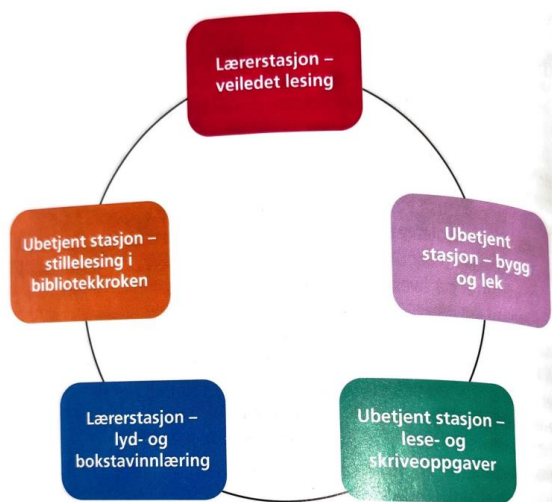 Lærerstasjon –
veiledet lesing
Ubetjent
stasjon – bygg
og lek
Ubetjent stasjon –
lese- og
skriveoppgaver
Lærerstasjon –
lyd- og
bokstavinnlæring
Ubetjent stasjon –
stillelesing i
bibliotekkroken